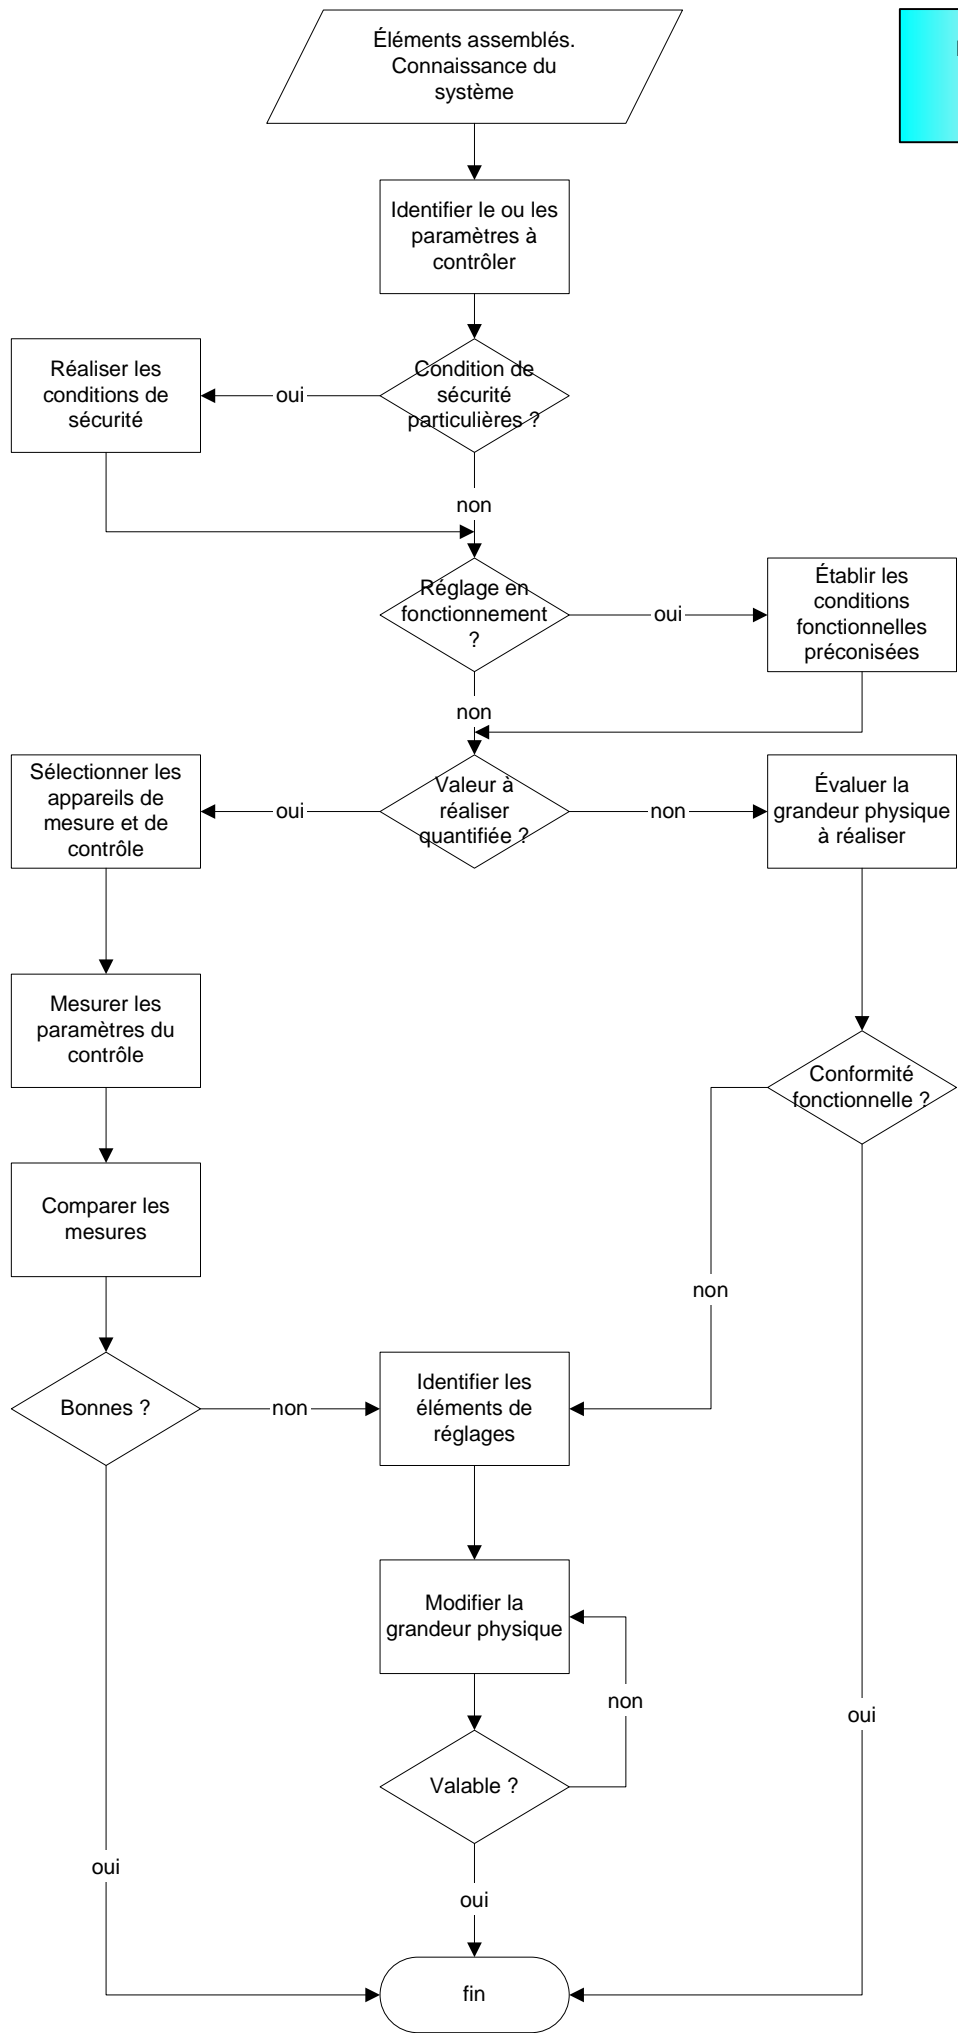 Éléments assemblés.
Connaissance du
système
Identifier le ou les
paramètres à
contrôler
Condition de
sécurité
particulières ?
oui
Réaliser les
conditions de
sécurité
non
Réglage en
fonctionnement
?
oui
Établir les
conditions
fonctionnelles
préconisées
non
Valeur à
réaliser
quantifiée ?
oui
Sélectionner les
appareils de
mesure et de
contrôle
non
Évaluer la
grandeur physique
à réaliser
Mesurer les
paramètres du
contrôle
Conformité
fonctionnelle ?
Comparer les
mesures
non
Bonnes ?
non
Identifier les
éléments de
réglages
Modifier la
grandeur physique
non
oui
Valable ?
oui
oui
fin